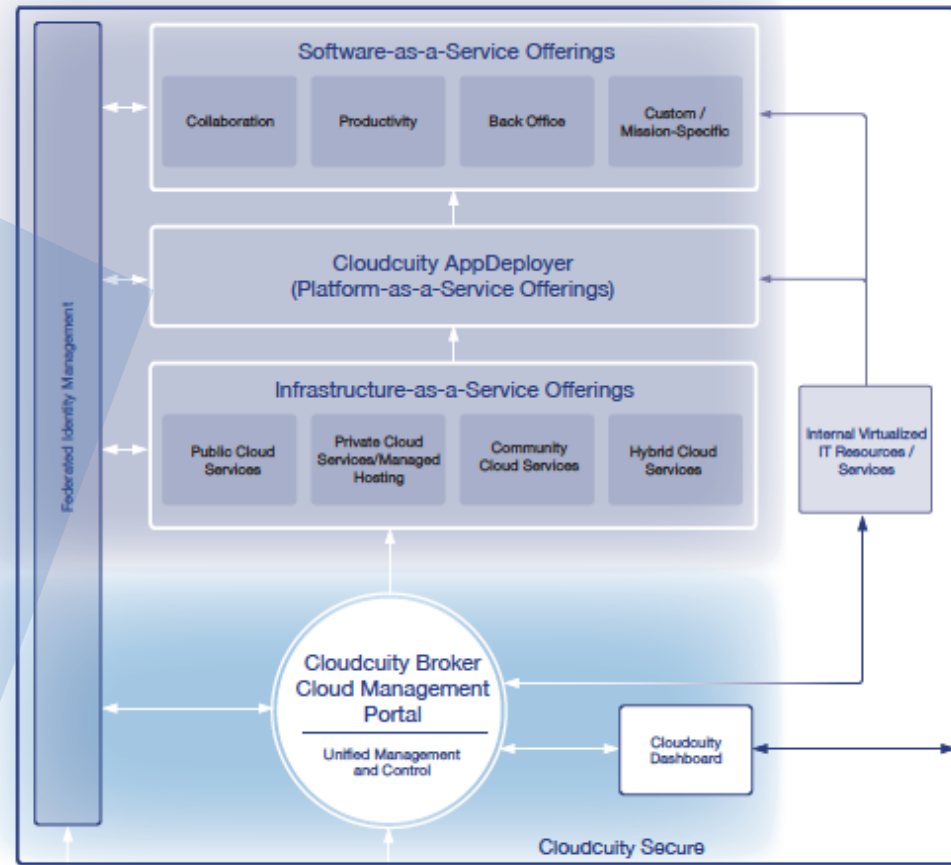 Software-as-a-Service Offerings
Collaboration
Productivity
Back Office
Custom /
Mission-Specific
Cloudcuity AppDeployer
(Platform-as-a-Service Offerings)
Federated Identity Management
Infrastructure-as-a-Service Offerings
Public Cloud
Services
Private Cloud
Services/Managed
Hosting
Community
Cloud Services
Hybrid Cloud
Services
Internal Virtualized
IT Resources /
Services
Cloudcuity Broker
Cloud Management
Portal
Unified Management
and Control
Cloudcuity
Dashboard
Cloudcuity Secure